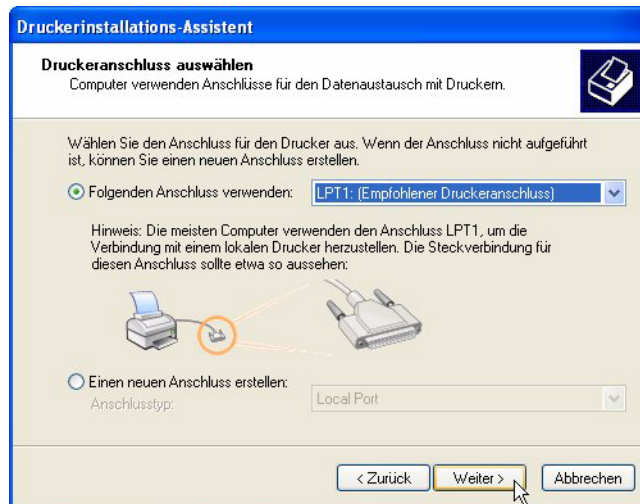 Druckerinstallations-Assistent
Druckeranschluss auswählen
Computer verwenden Anschlüsse für den Datenaustausch mit Druckern.
Wählen Sie den Anschluss für den Drucker aus. Wenn der Anschluss nicht aufgeführt
ist, können Sie einen neuen Anschluss erstellen.
Folgenden Anschluss verwenden: LPT1: (Empfohlener Druckeranschluss)
Hinweis: Die meisten Computer verwenden den Anschluss LPT1, um die
Verbindung mit einem lokalen Drucker herzustellen. Die Steckverbindung für
diesen Anschluss sollte etwa so aussehen:
Einen neuen Anschluss erstellen:
Anschlusstyp: Local Port
< Zurück Weiter > Abbrechen